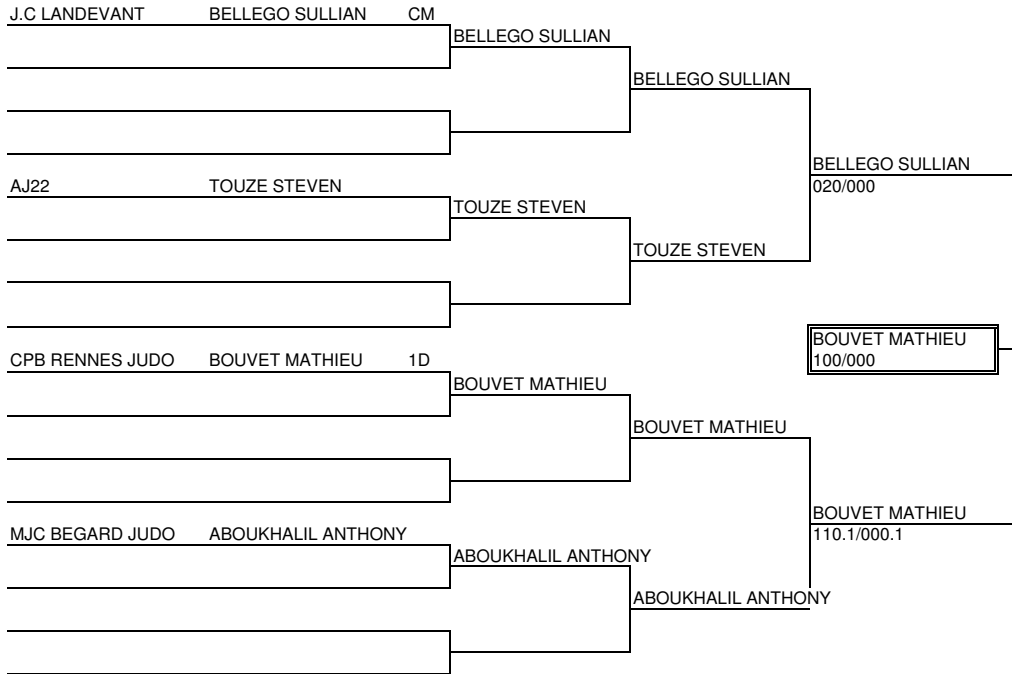 J.C LANDEVANT BELLEGO SULLIAN CM
BELLEGO SULLIAN
BELLEGO SULLIAN
BELLEGO SULLIAN
020/000
AJ22 TOUZE STEVEN
TOUZE STEVEN
TOUZE STEVEN
BOUVET MATHIEU
100/000
CPB RENNES JUDO BOUVET MATHIEU 1D
BOUVET MATHIEU
BOUVET MATHIEU
BOUVET MATHIEU
110.1/000.1
MJC BEGARD JUDO ABOUKHALIL ANTHONY
ABOUKHALIL ANTHONY
ABOUKHALIL ANTHONY